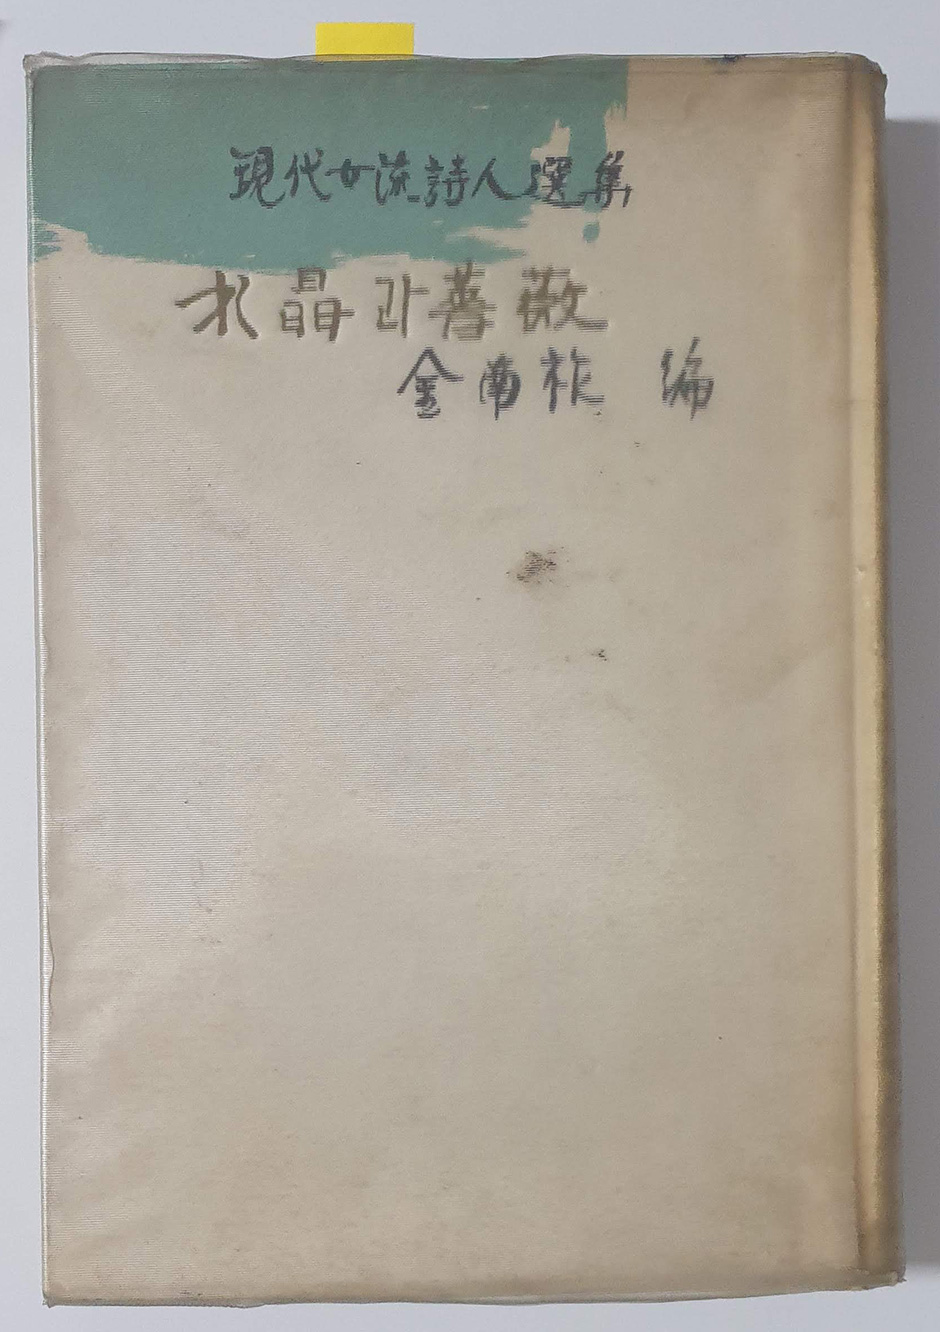 現代女流詩人選集
水晶과薔薇
金南祚 編